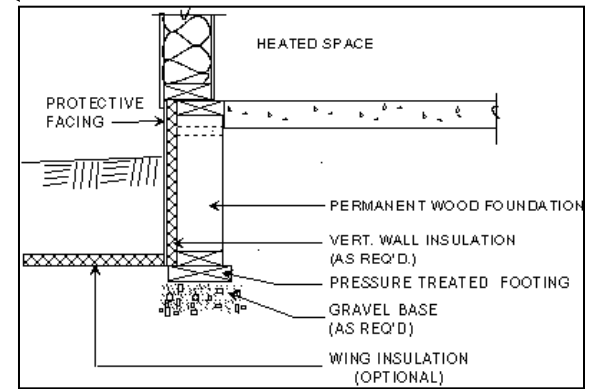 HEATED SPACE
PROTECTIVE
FACING
PERMANENT WOOD FOUNDATION
VERT. WALL INSULATION
(AS REQ'D.)
PRESSURE TREATED FOOTING
GRAVEL BASE
(AS REQ'D)
WING INSULATION
(OPTIONAL)